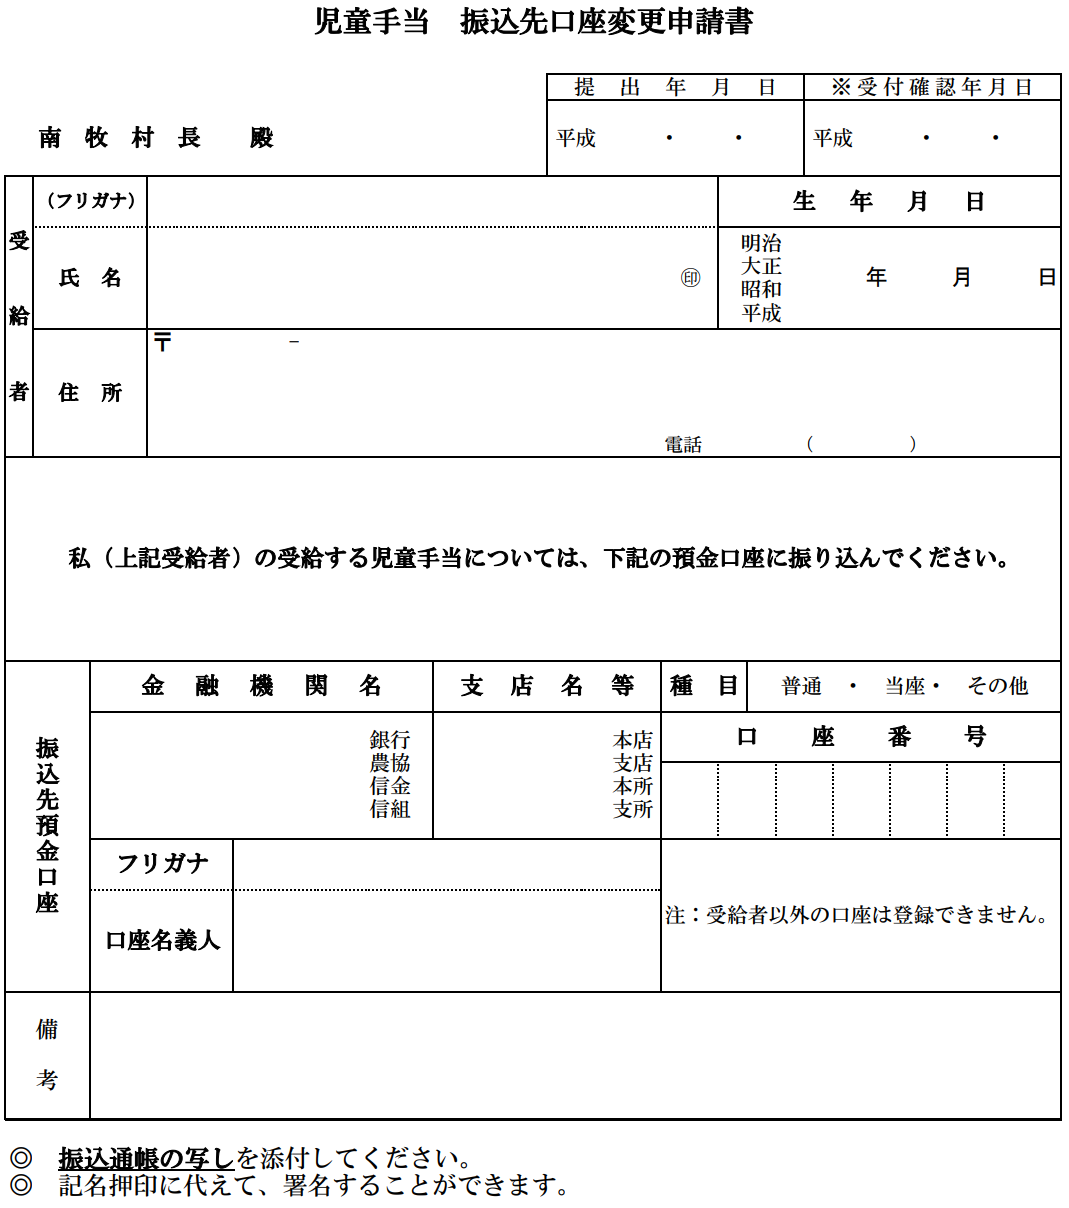 児童手当　振込先口座変更申請書
提　出　年　月　日
※受付確認年月日
南　牧　村　長　　殿
平成　　　・　　・
平成　　　・　　・
受給者
（フリガナ）
生　年　月　日
氏　名
㊞
明治
大正
昭和
平成
年　　月　　日
住　所
〒　　　　－
電話　　　　（　　　　）
私（上記受給者）の受給する児童手当については、下記の預金口座に振り込んでください。
振込先預金口座
金　融　機　関　名
支　店　名　等
種　目
普通　・　当座・　その他
銀行
農協
信金
信組
本店
支店
本所
支所
口　座　番　号
フリガナ
口座名義人
注：受給者以外の口座は登録できません。
備考
◎　振込通帳の写しを添付してください。
◎　記名押印に代えて、署名することができます。